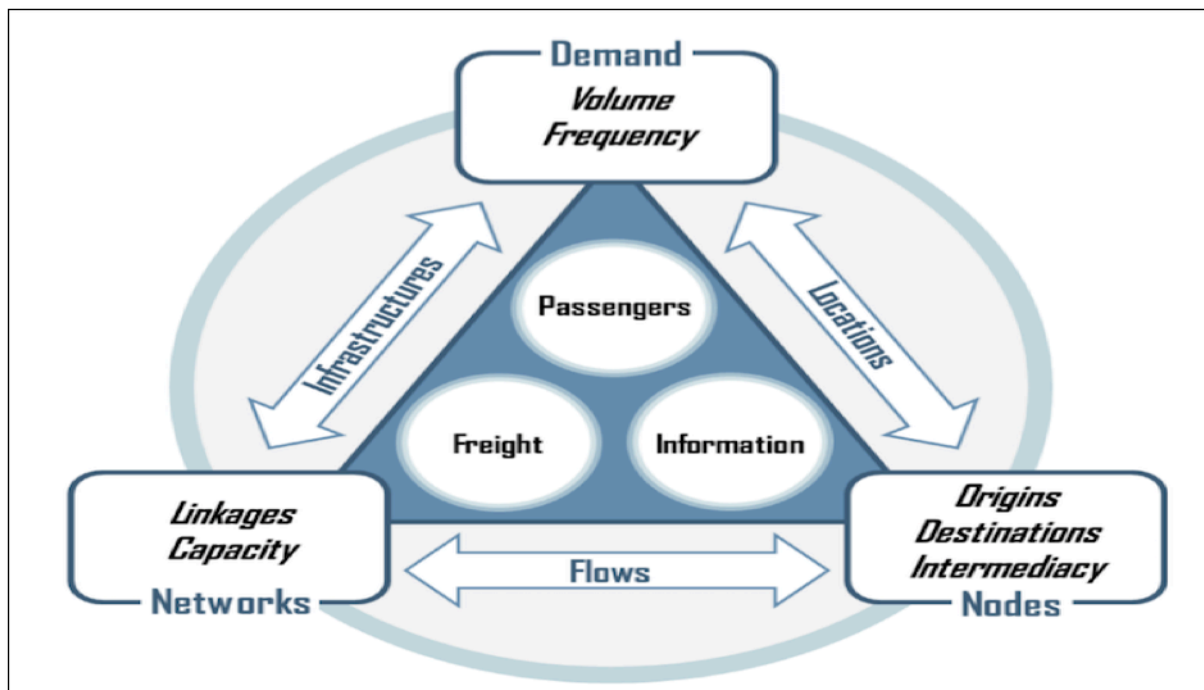 Demand
Volume
Frequency
Infrastructures
Locations
Passengers
Freight
Information
Linkages
Capacity
Networks
Flows
Origins
Destinations
Intermediacy
Nodes